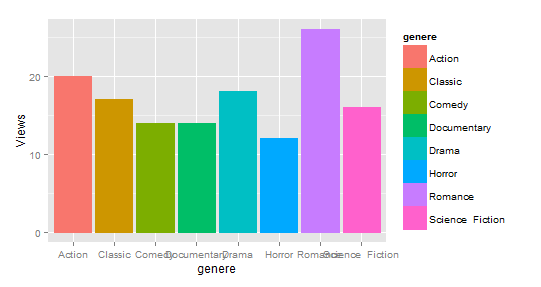 Views
20
10
0
Action Classic Comedy Documentary Drama Horror Romance Science Fiction
genere
genere
Action
Classic
Comedy
Documentary
Drama
Horror
Romance
Science Fiction